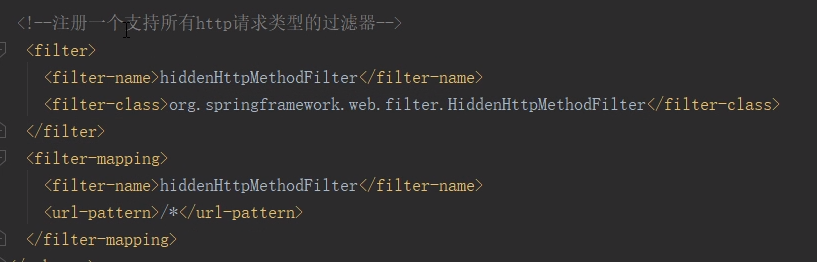 <!--注册一个支持所有http请求类型的过滤器-->
<filter>
<filter-name>hiddenHttpMethodFilter</filter-name>
<filter-class>org.springframework.web.filter.HiddenHttpMethodFilter</filter-class>
</filter>
<filter-mapping>
<filter-name>hiddenHttpMethodFilter</filter-name>
<url-pattern>/*</url-pattern>
</filter-mapping>